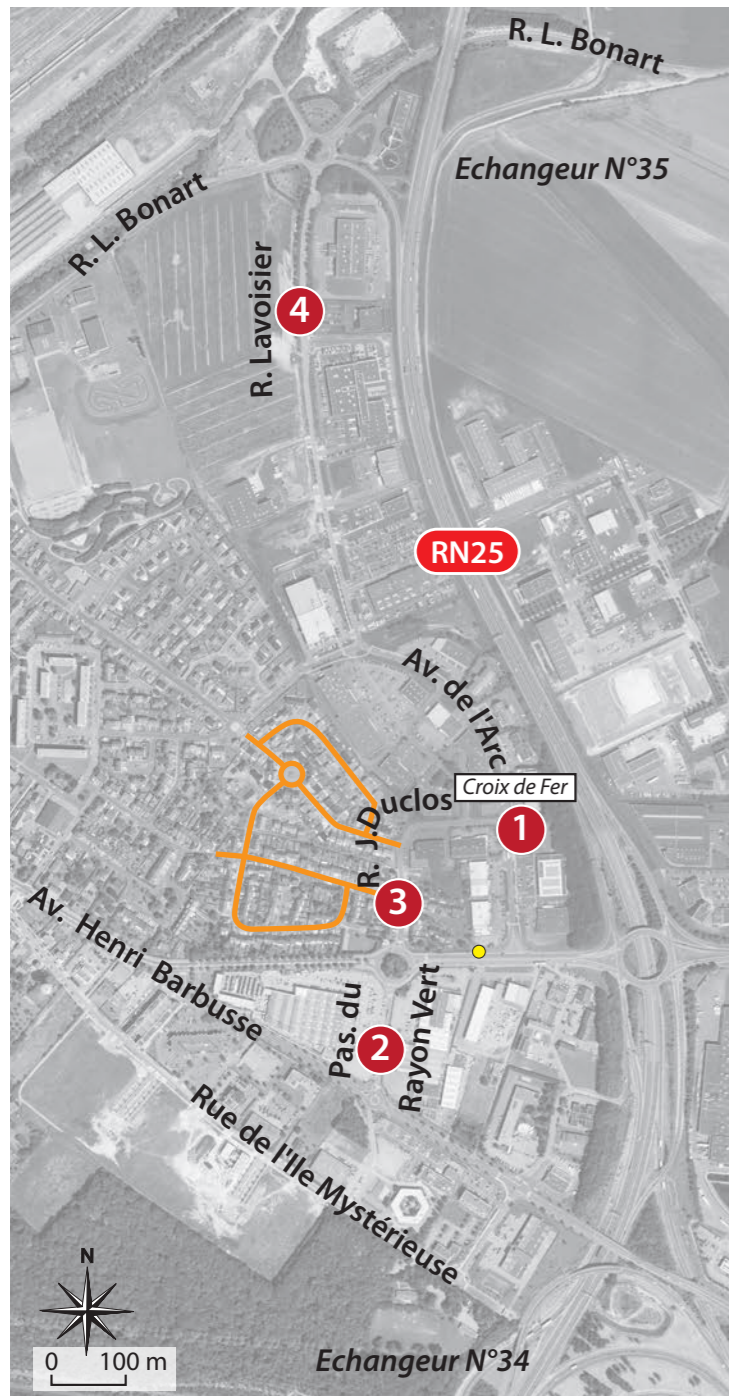 R. L. Bonart
Echangeur N°35
R. L. Bonart
R. Lavoisier
4
RN25
Av. de l'Arc
Croix de Fer
R. J.Duclos
1
3
Av. Henri Barbusse
Pas. du
Rayon Vert
2
Rue de l'Ile Mystérieuse
N
0 100 m
Echangeur N°34